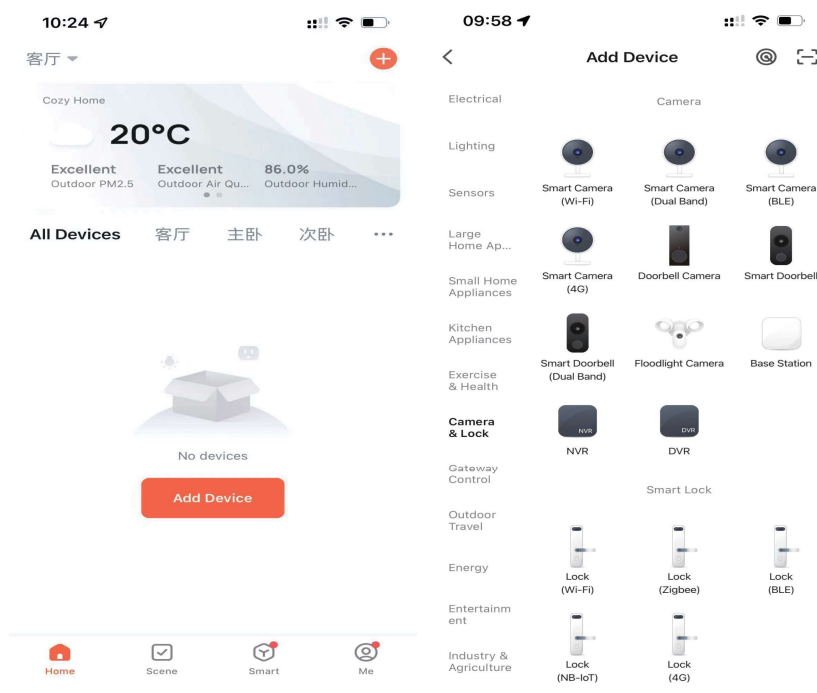 10:24
客厅
Cozy Home
20°C
Excellent
Outdoor PM2.5
Excellent
Outdoor Air Qu...
86.0%
Outdoor Humid...
All Devices 客厅 主卧 次卧 ...
No devices
Add Device
Home
Scene
Smart
Me
09:58
Add Device
Electrical
Lighting
Sensors
Large
Home Ap...
Small Home
Appliances
Kitchen
Appliances
Exercise
& Health
Camera
& Lock
Gateway
Control
Outdoor
Travel
Energy
Entertainm
ent
Industry &
Agriculture
Camera
Smart Camera
(Wi-Fi)
Smart Camera
(Dual Band)
Smart Camera
(BLE)
Smart Camera
(4G)
Doorbell Camera
Smart Doorbell
Smart Doorbell
(Dual Band)
Floodlight Camera
Base Station
NVR
NVR
DVR
DVR
Smart Lock
Lock
(Wi-Fi)
Lock
(Zigbee)
Lock
(BLE)
Lock
(NB-IoT)
Lock
(4G)